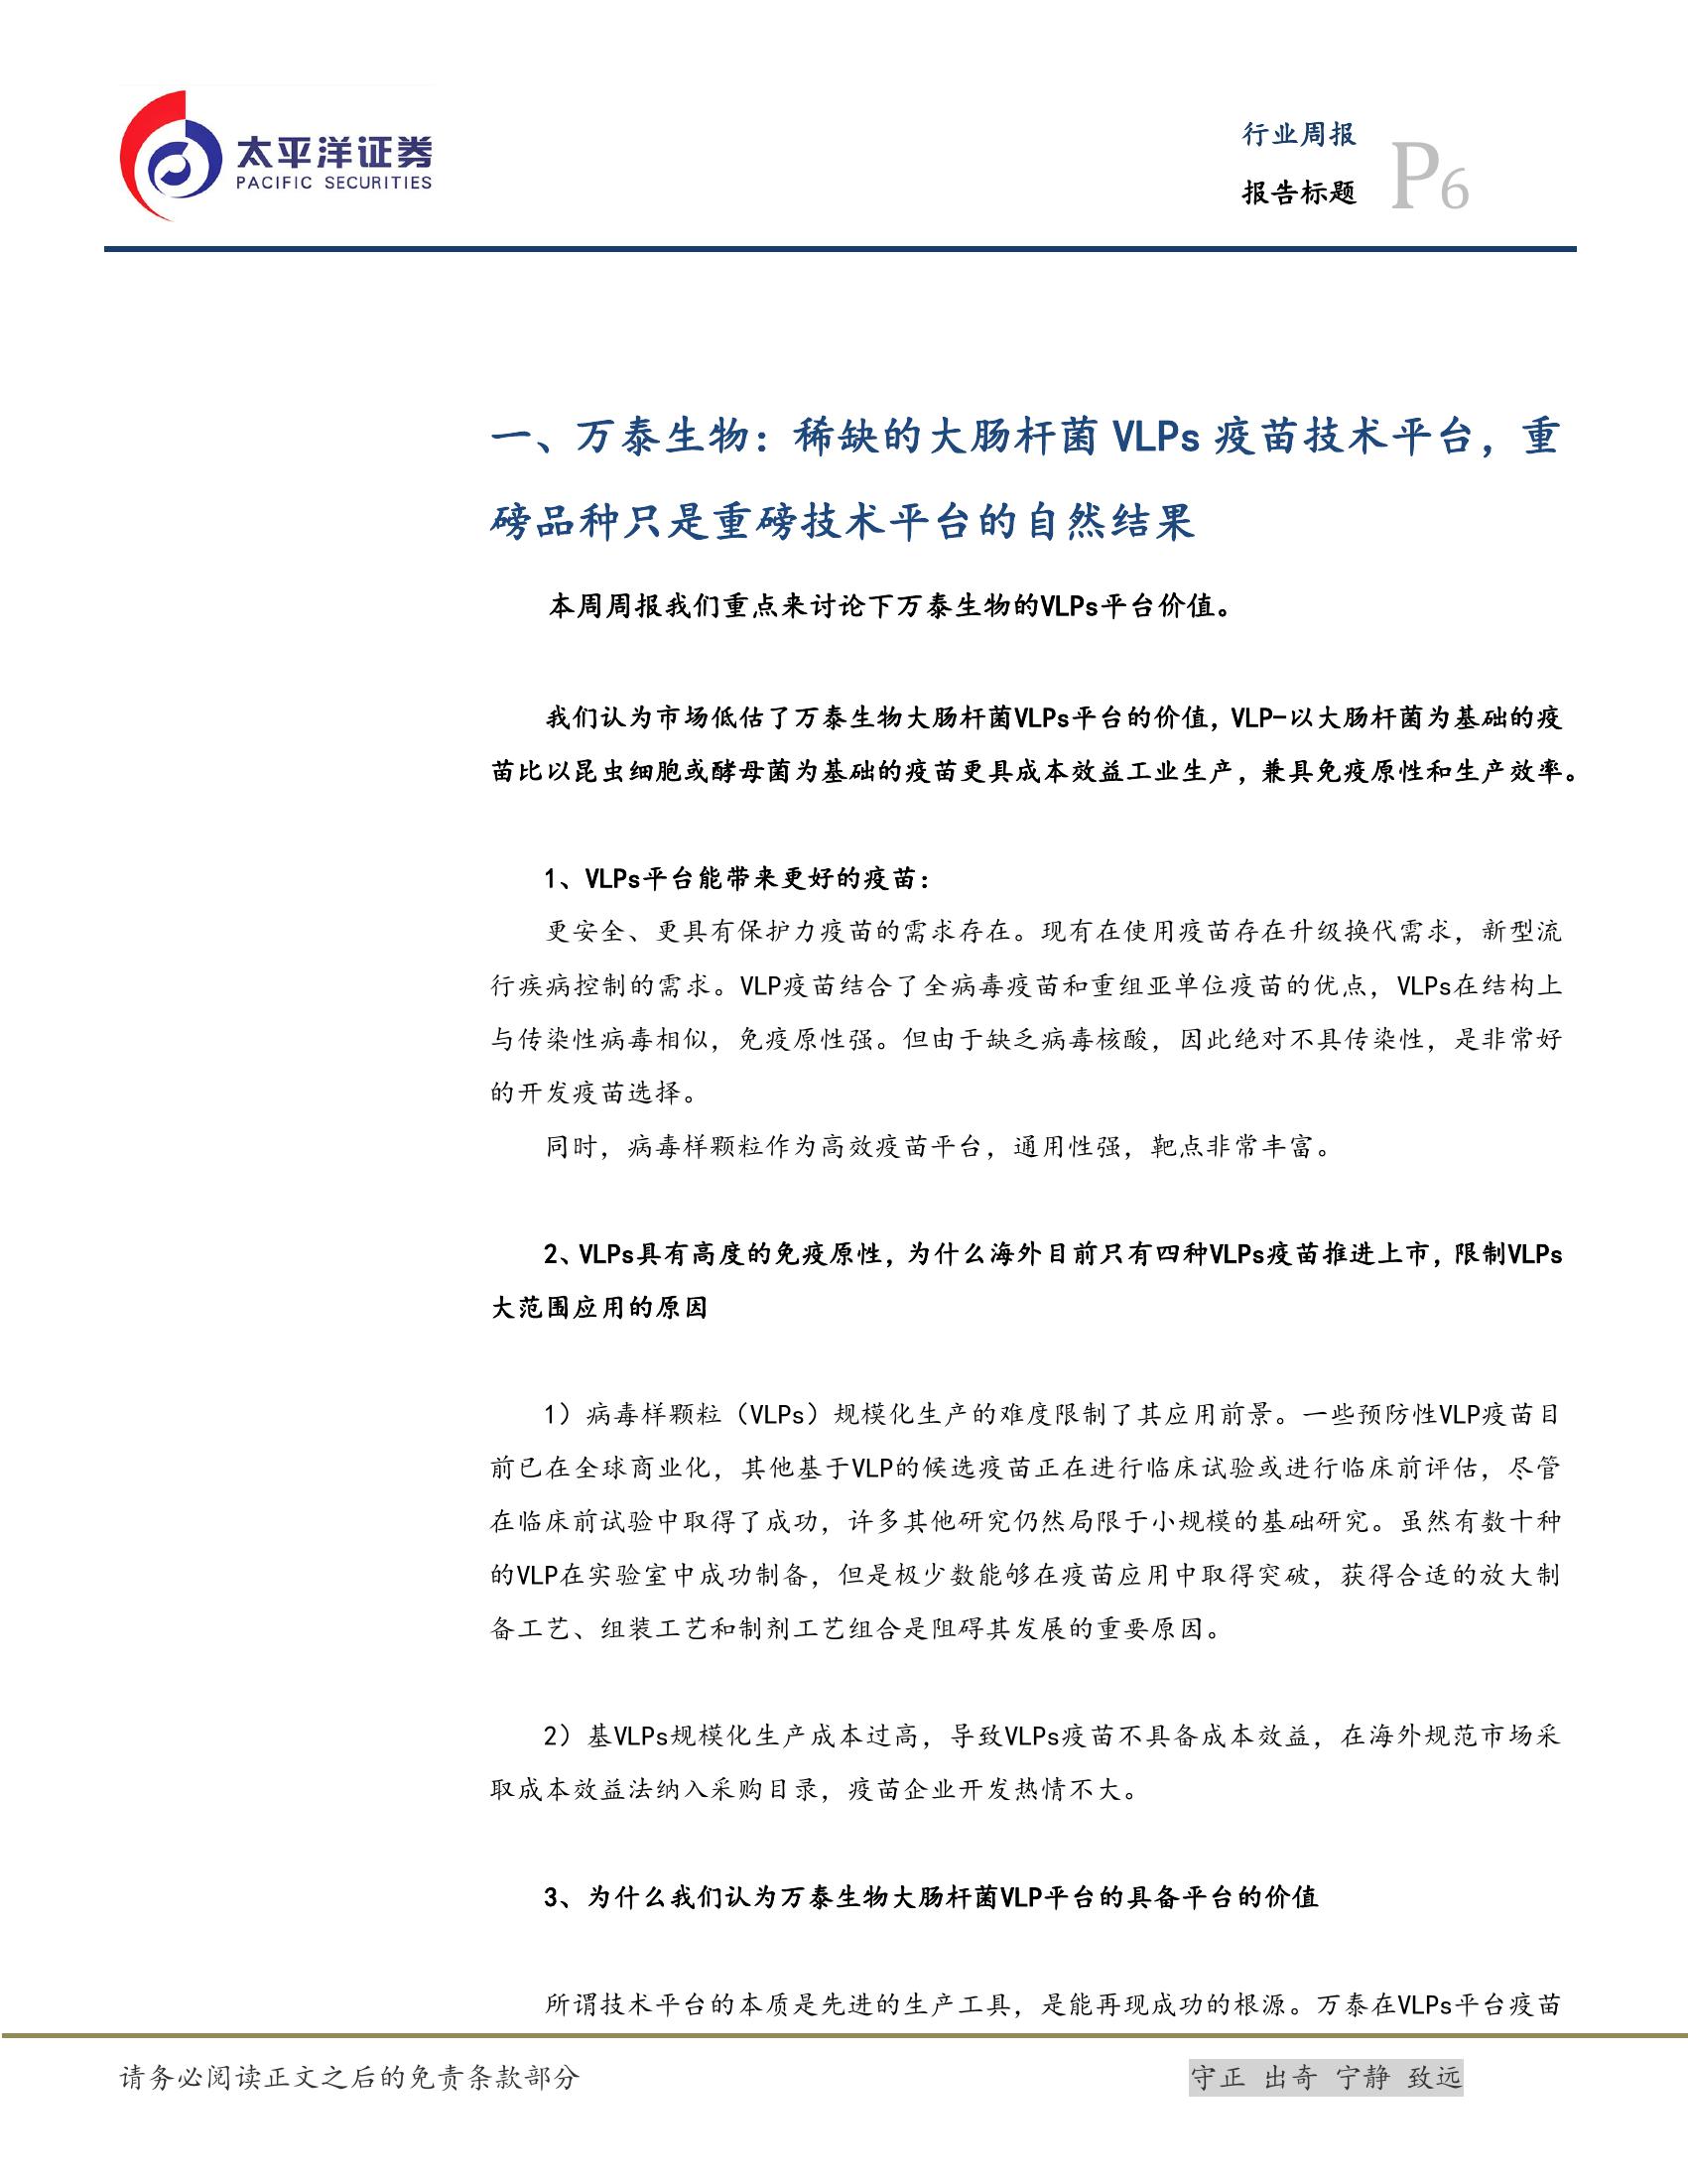 太平洋证券
PACIFIC SECURITIES
行业周报
报告标题
P6
一、万泰生物：稀缺的大肠杆菌 VLPs 疫苗技术平台，重
磅品种只是重磅技术平台的自然结果
本周周报我们重点来讨论下万泰生物的VLPs平台价值。
我们认为市场低估了万泰生物大肠杆菌VLPs平台的价值，VLP-以大肠杆菌为基础的疫
苗比以昆虫细胞或酵母菌为基础的疫苗更具成本效益工业生产，兼具免疫原性和生产效率。
1、VLPs平台能带来更好的疫苗：
更安全、更具有保护力疫苗的需求存在。现有在使用疫苗存在升级换代需求，新型流
行疾病控制的需求。VLP疫苗结合了全病毒疫苗和重组亚单位疫苗的优点，VLPs在结构上
与传染性病毒相似，免疫原性强。但由于缺乏病毒核酸，因此绝对不具传染性，是非常好
的开发疫苗选择。
同时，病毒样颗粒作为高效疫苗平台，通用性强，靶点非常丰富。
2、VLPs具有高度的免疫原性，为什么海外目前只有四种VLPs疫苗推进上市，限制VLPs
大范围应用的原因
1）病毒样颗粒（VLPs）规模化生产的难度限制了其应用前景。一些预防性VLP疫苗目
前已在全球商业化，其他基于VLP的候选疫苗正在进行临床试验或进行临床前评估，尽管
在临床前试验中取得了成功，许多其他研究仍然局限于小规模的基础研究。虽然有数十种
的VLP在实验室中成功制备，但是极少数能够在疫苗应用中取得突破，获得合适的放大制
备工艺、组装工艺和制剂工艺组合是阻碍其发展的重要原因。
2）基VLPs规模化生产成本过高，导致VLPs疫苗不具备成本效益，在海外规范市场采
取成本效益法纳入采购目录，疫苗企业开发热情不大。
3、为什么我们认为万泰生物大肠杆菌VLP平台的具备平台的价值
所谓技术平台的本质是先进的生产工具，是能再现成功的根源。万泰在VLPs平台疫苗
请务必阅读正文之后的免责条款部分
守正 出奇 宁静 致远